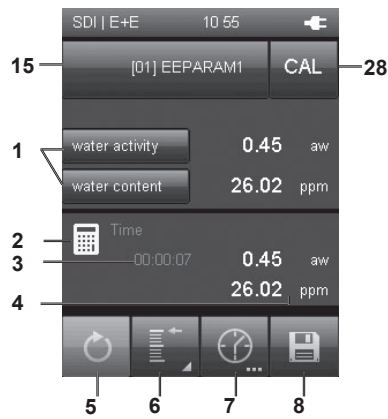 SDI | E+E 10 55
15 [01] EEPARAM1 CAL 28
1 water activity 0.45 aw
water content 26.02 ppm
2 Time
3 00:00:07 0.45 aw
4 26.02 ppm
5 6 7 8